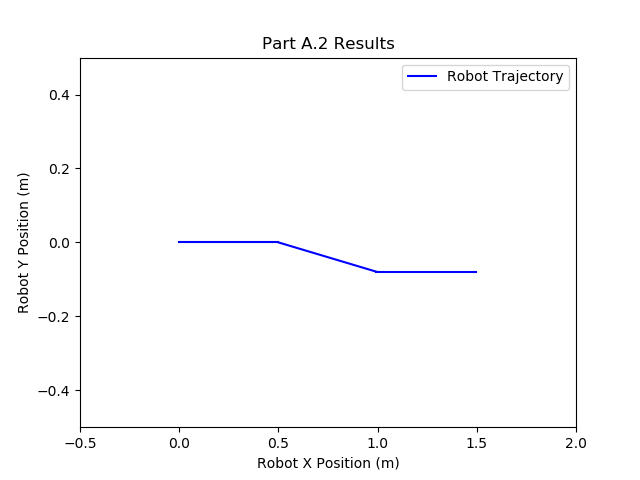 Part A.2 Results
Robot Trajectory
0.4
0.2
0.0
−0.2
−0.4
Robot Y Position (m)
−0.5 0.0 0.5 1.0 1.5 2.0
Robot X Position (m)